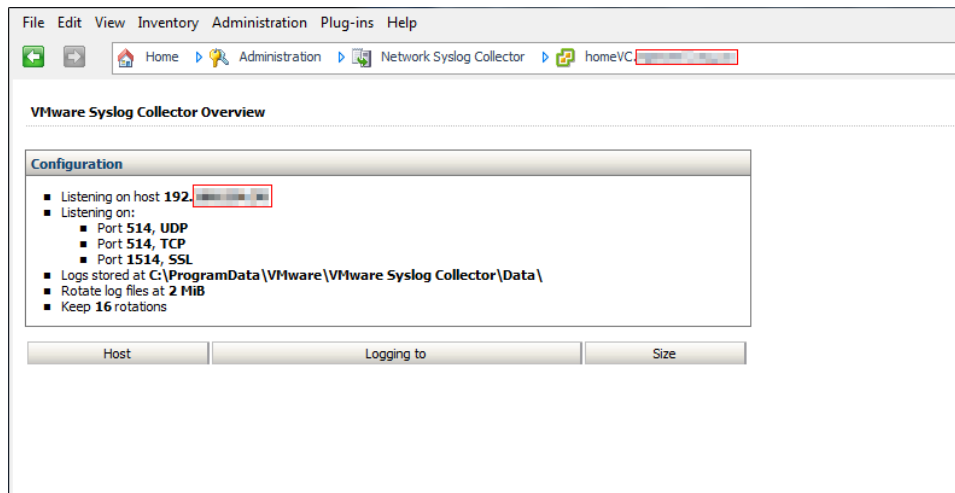 File Edit View Inventory Administration Plug-ins Help
Home Administration Network Syslog Collector homeVC.
VMware Syslog Collector Overview
Configuration
Listening on host 192.
Listening on:
Port 514, UDP
Port 514, TCP
Port 1514, SSL
Logs stored at C:\ProgramData\VMware\VMware Syslog Collector\Data\
Rotate log files at 2 MiB
Keep 16 rotations
Host Logging to Size